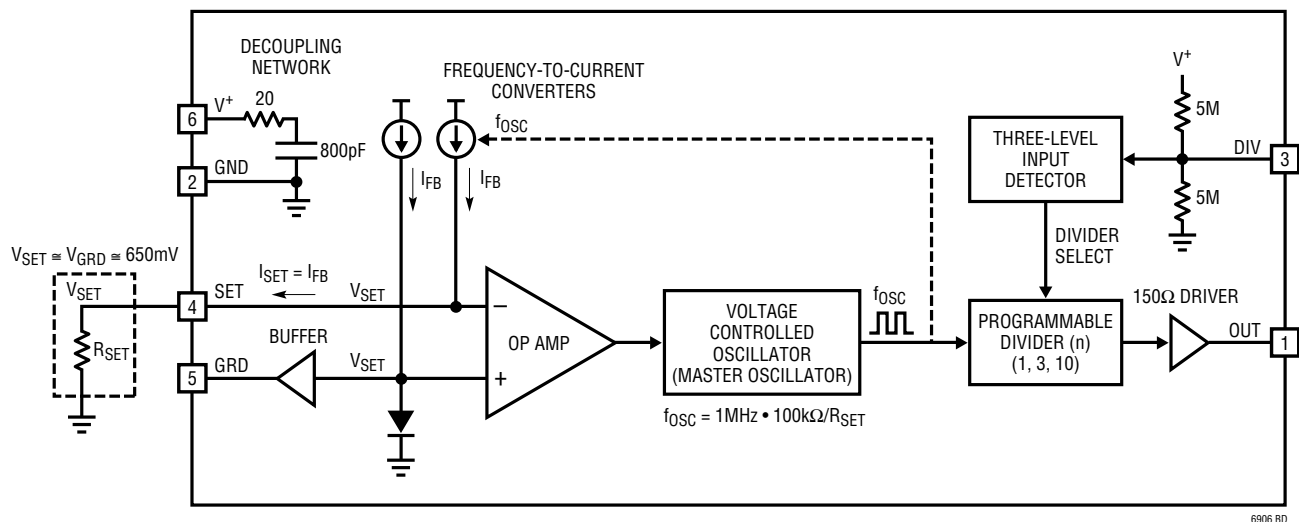 DECOUPLING
NETWORK
FREQUENCY-TO-CURRENT
CONVERTERS
6
V+
20
800pF
2
GND
fOSC
IFB
IFB
V+
5M
THREE-LEVEL
INPUT
DETECTOR
DIV
3
5M
DIVIDER
SELECT
VSET ≅ VGRD ≅ 650mV
VSET
RSET
4
SET
ISET = IFB
VSET
–
OP AMP
+
BUFFER
5
GRD
VSET
VOLTAGE
CONTROLLED
OSCILLATOR
(MASTER OSCILLATOR)
fOSC = 1MHz • 100kΩ/RSET
fOSC
PROGRAMMABLE
DIVIDER (n)
(1, 3, 10)
150Ω DRIVER
OUT
1
6906 BD